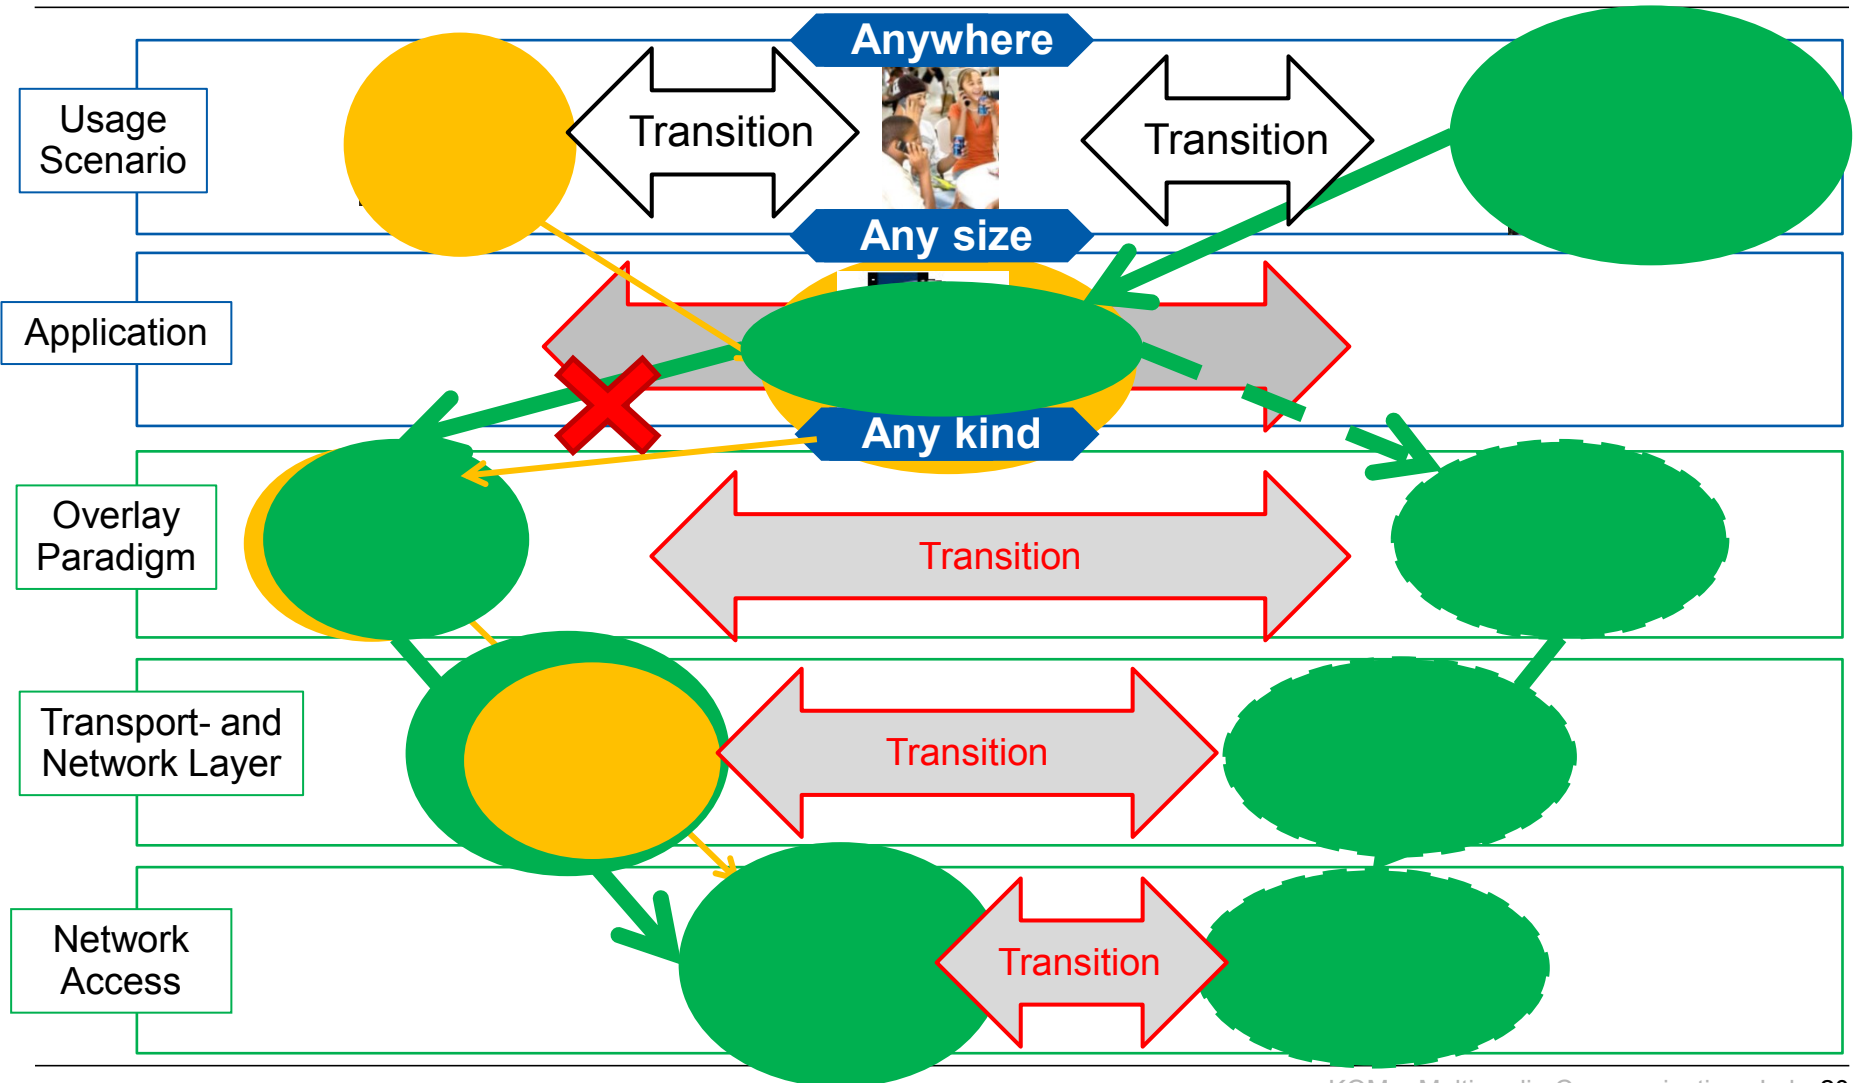 Anywhere
Usage
Scenario
Transition
Transition
Any size
Application
Any kind
Overlay
Paradigm
Transition
Transport- and
Network Layer
Transition
Network
Access
Transition